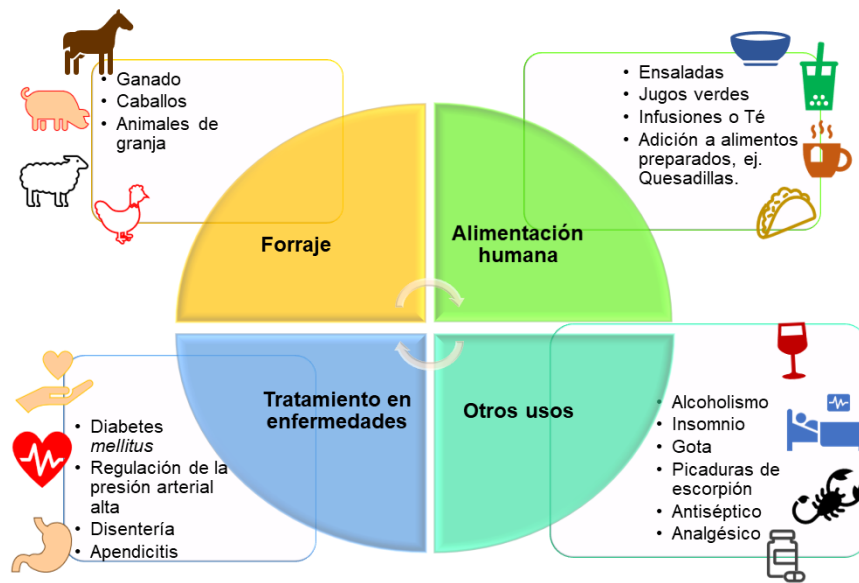 • Ganado
• Caballos
• Animales de
granja
Forraje
• Ensaladas
• Jugos verdes
• Infusiones o Té
• Adición a alimentos
preparados, ej.
Quesadillas.
Alimentación
humana
Tratamiento en
enfermedades
• Diabetes
mellitus
• Regulación de la
presión arterial
alta
• Disentería
• Apendicitis
Otros usos
• Alcoholismo
• Insomnio
• Gota
• Picaduras de
escorpión
• Antiséptico
• Analgésico